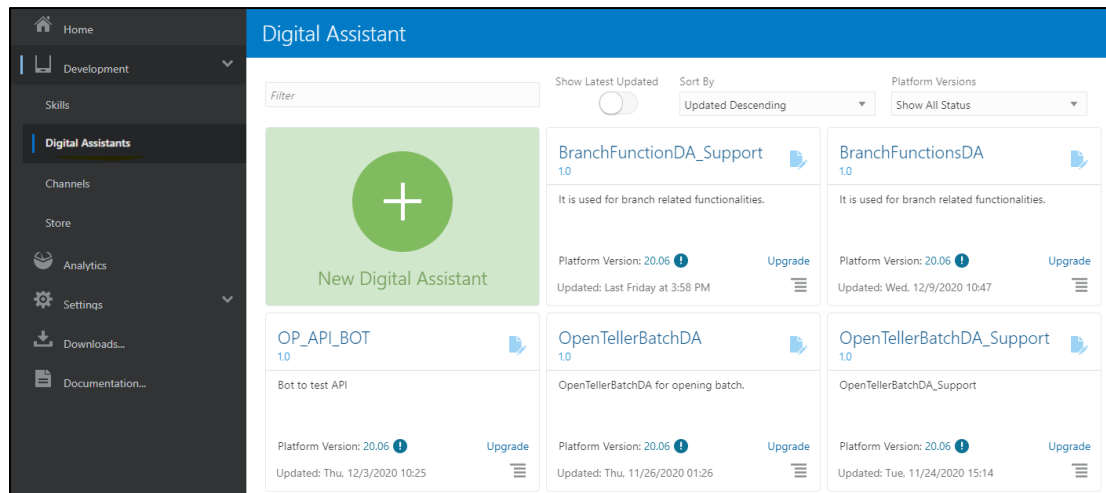 Home
Development
Skills
Digital Assistants
Channels
Store
Analytics
Settings
Downloads...
Documentation...
Digital Assistant
Filter
Show Latest Updated
Sort By
Updated Descending
Platform Versions
Show All Status
New Digital Assistant
BranchFunctionDA_Support
1.0
It is used for branch related functionalities.
Platform Version: 20.06 Upgrade
Updated: Last Friday at 3:58 PM
BranchFunctionsDA
1.0
It is used for branch related functionalities.
Platform Version: 20.06 Upgrade
Updated: Wed, 12/9/2020 10:47
OP_API_BOT
1.0
Bot to test API
Platform Version: 20.06 Upgrade
Updated: Thu, 12/3/2020 10:25
OpenTellerBatchDA
1.0
OpenTellerBatchDA for opening batch.
Platform Version: 20.06 Upgrade
Updated: Thu, 11/26/2020 01:26
OpenTellerBatchDA_Support
1.0
OpenTellerBatchDA_Support
Platform Version: 20.06 Upgrade
Updated: Tue, 11/24/2020 15:14